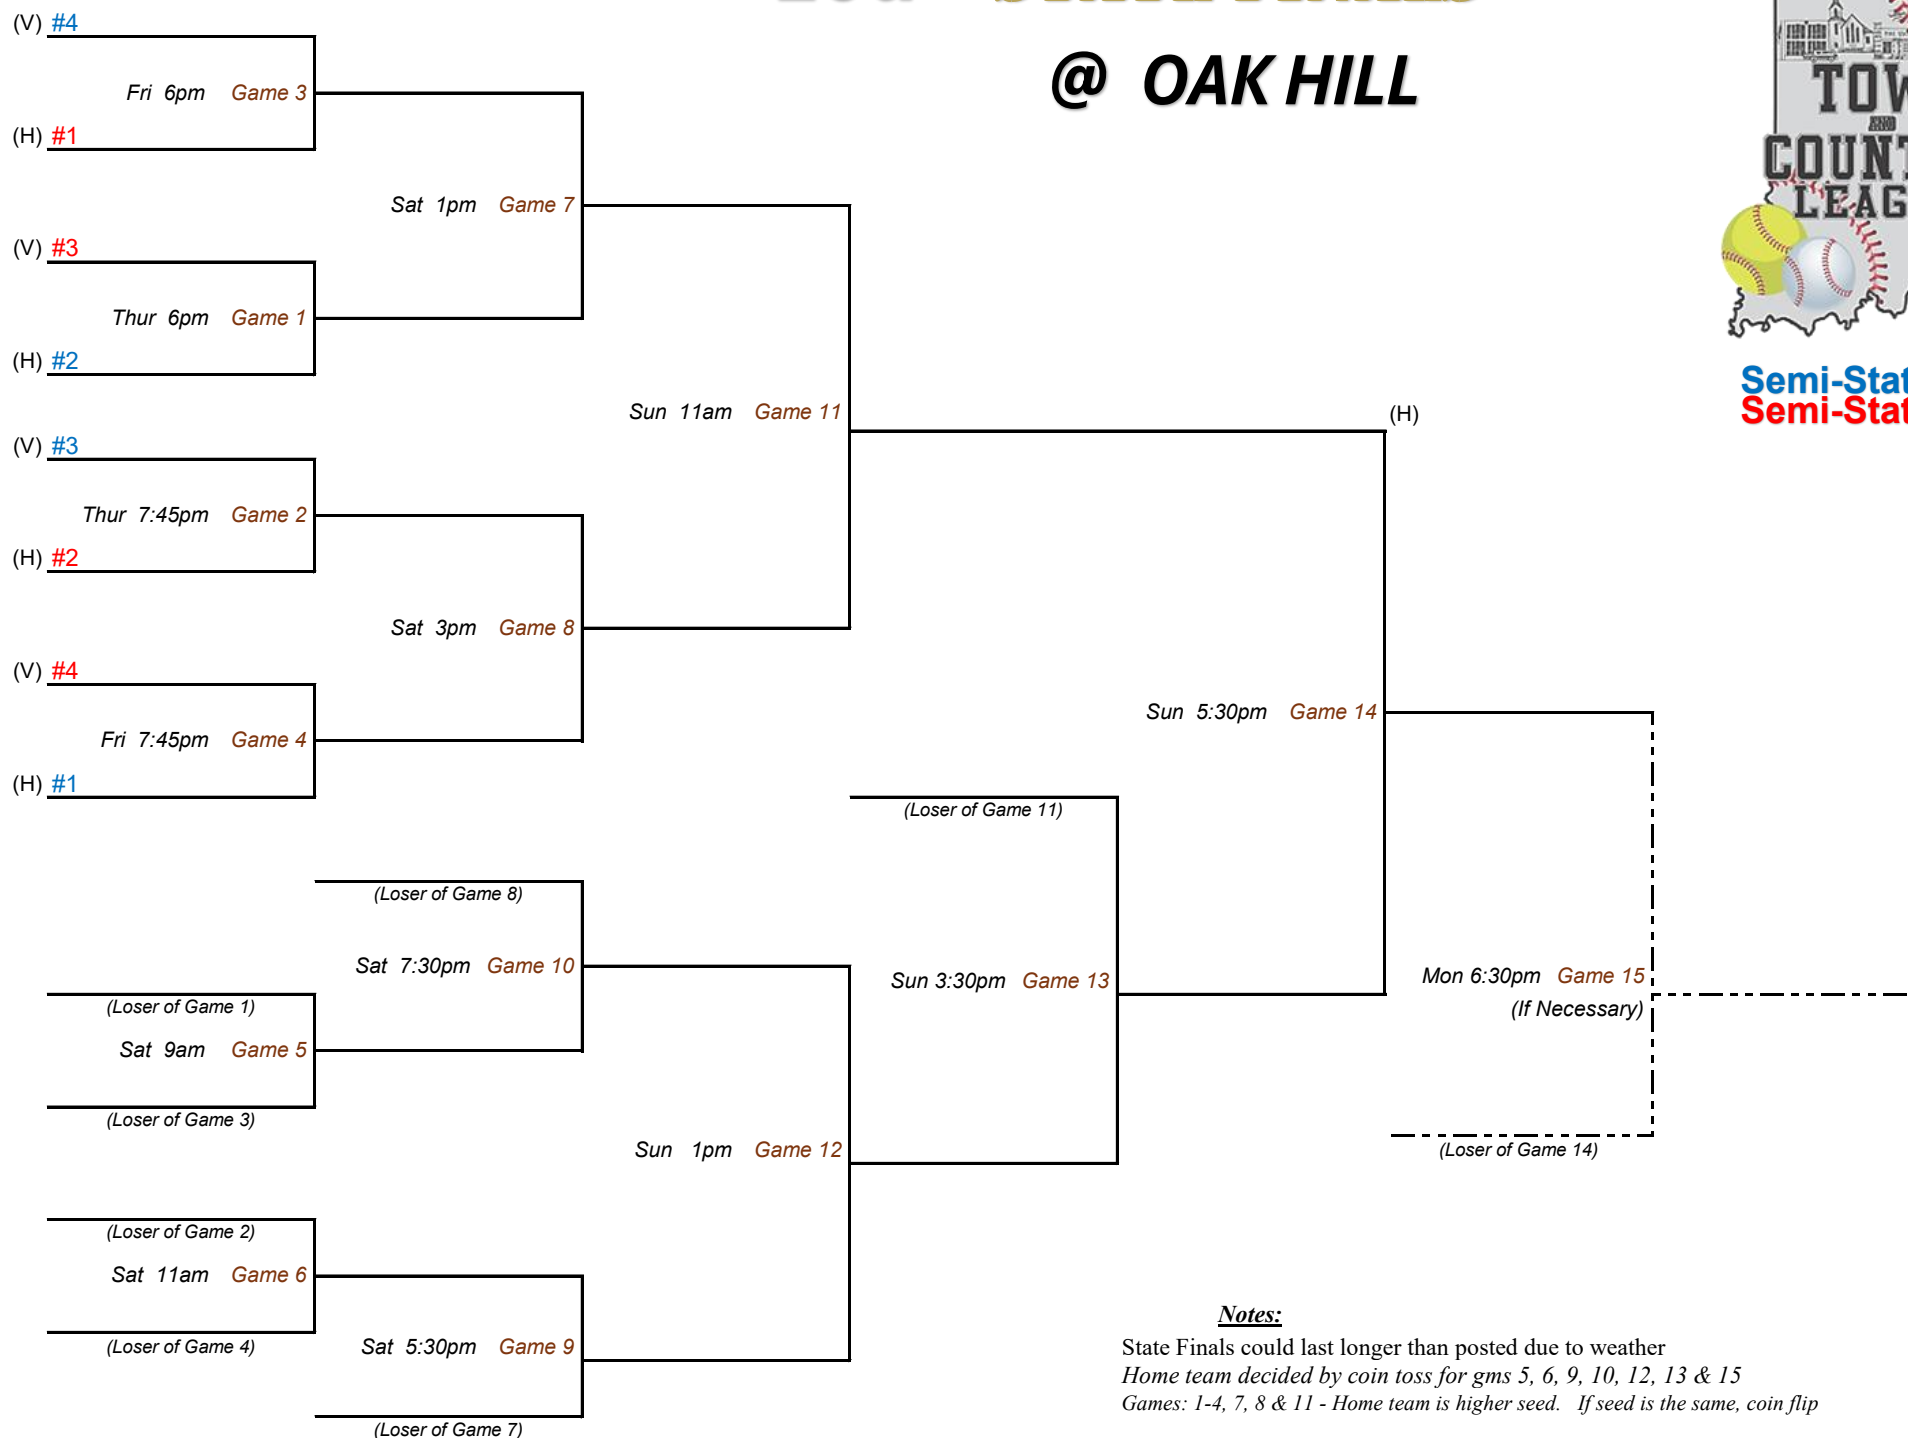 @ OAK HILL
(V) #4
Fri 6pm Game 3
(H) #1
Sat 1pm Game 7
(V) #3
Thur 6pm Game 1
(H) #2
Sun 11am Game 11
(H)
(V) #3
Thur 7:45pm Game 2
(H) #2
Sat 3pm Game 8
(V) #4
Fri 7:45pm Game 4
(H) #1
Sun 5:30pm Game 14
(Loser of Game 11)
(Loser of Game 8)
Sat 7:30pm Game 10
Sun 3:30pm Game 13
Mon 6:30pm Game 15
(If Necessary)
(Loser of Game 1)
Sat 9am Game 5
(Loser of Game 3)
Sun 1pm Game 12
(Loser of Game 14)
(Loser of Game 2)
Sat 11am Game 6
(Loser of Game 4)
Sat 5:30pm Game 9
(Loser of Game 7)
TOW
AND
COUNT
LEAG
Semi-Stat
Semi-Stat
Notes:
State Finals could last longer than posted due to weather
Home team decided by coin toss for gms 5, 6, 9, 10, 12, 13 & 15
Games: 1-4, 7, 8 & 11 - Home team is higher seed. If seed is the same, coin flip